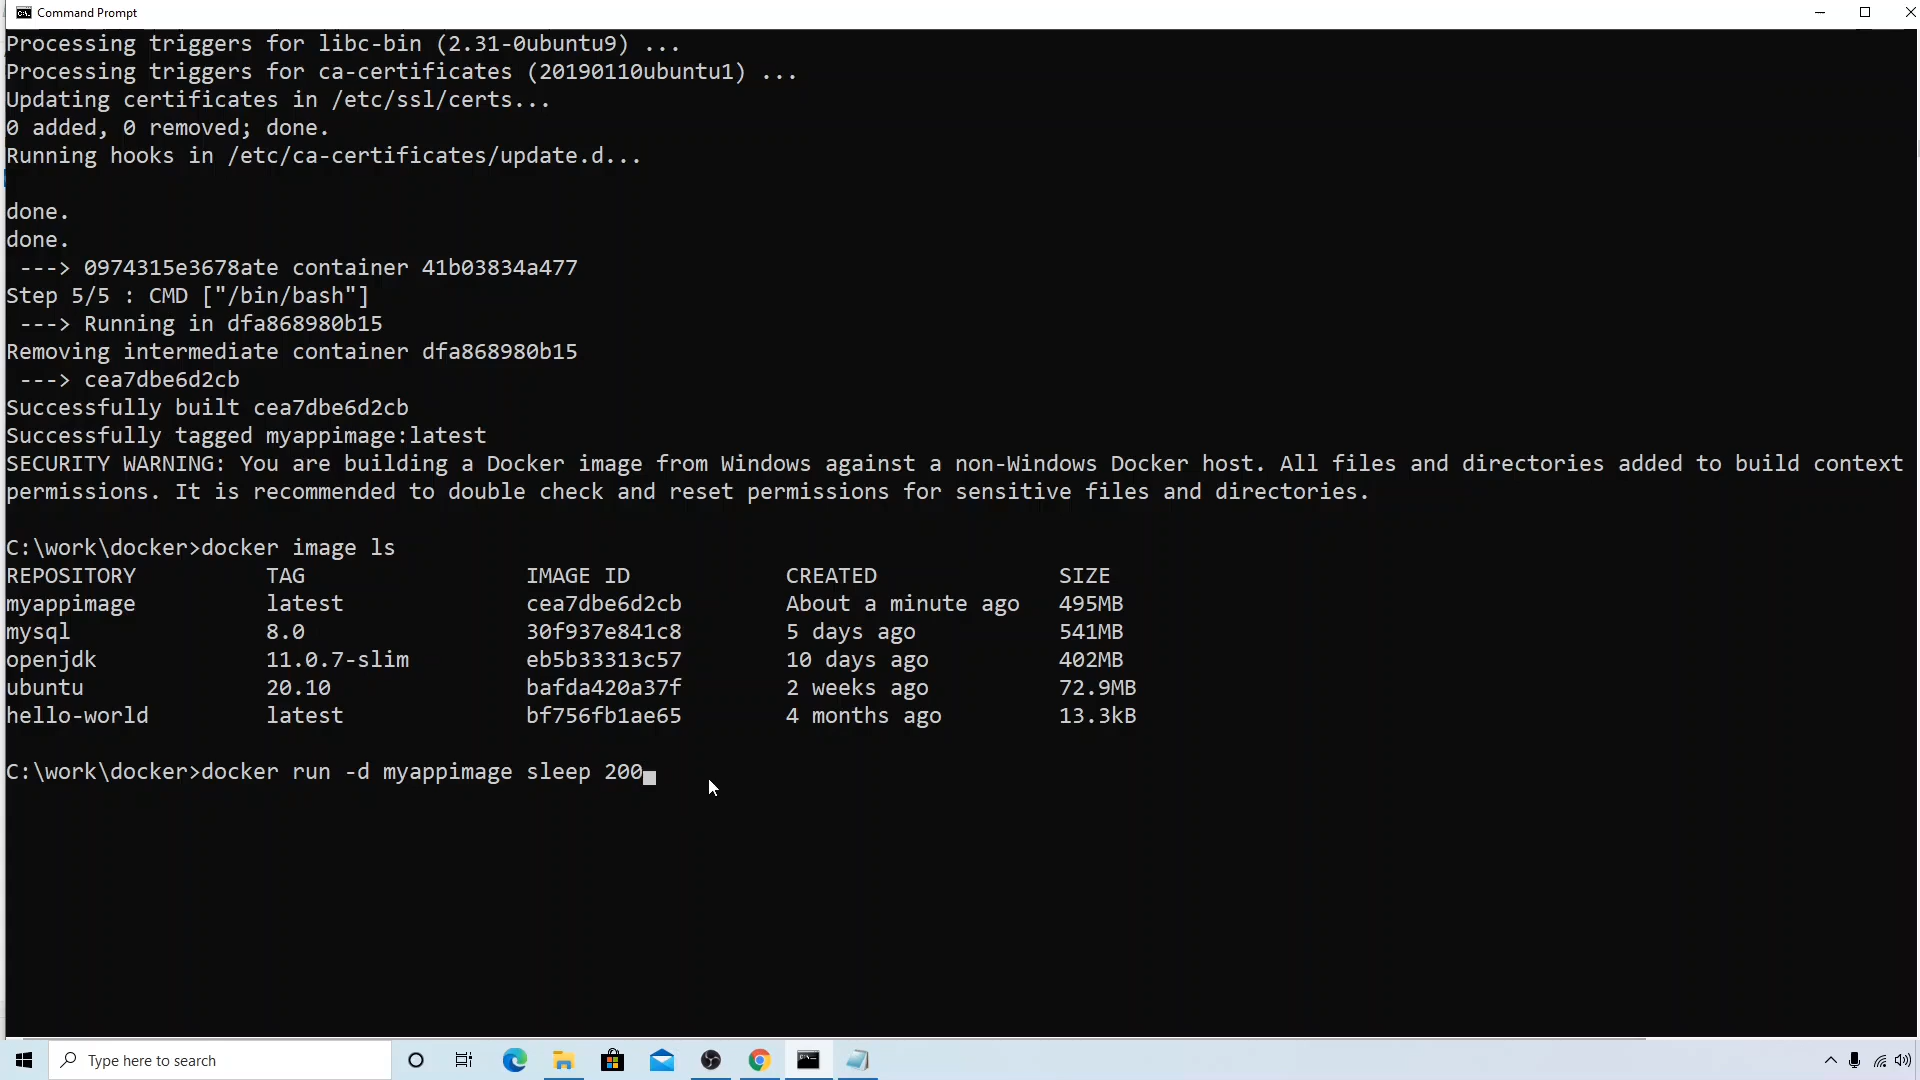 Command Prompt
Processing triggers for libc-bin (2.31-0ubuntu9) ...
Processing triggers for ca-certificates (20190110ubuntu1) ...
Updating certificates in /etc/ssl/certs...
0 added, 0 removed; done.
Running hooks in /etc/ca-certificates/update.d...
done.
done.
---> 0974315e3678ate container 41b03834a477
Step 5/5 : CMD ["/bin/bash"]
---> Running in dfa868980b15
Removing intermediate container dfa868980b15
---> cea7dbe6d2cb
Successfully built cea7dbe6d2cb
Successfully tagged myappimage:latest
SECURITY WARNING: You are building a Docker image from Windows against a non-Windows Docker host. All files and directories added to build context
permissions. It is recommended to double check and reset permissions for sensitive files and directories.
C:\work\docker>docker image ls
REPOSITORY TAG IMAGE ID CREATED SIZE
myappimage latest cea7dbe6d2cb About a minute ago 495MB
mysql 8.0 30f937e841c8 5 days ago 541MB
openjdk 11.0.7-slim eb5b33313c57 10 days ago 402MB
ubuntu 20.10 bafda420a37f 2 weeks ago 72.9MB
hello-world latest bf756fb1ae65 4 months ago 13.3kB
C:\work\docker>docker run -d myappimage sleep 200
Type here to search